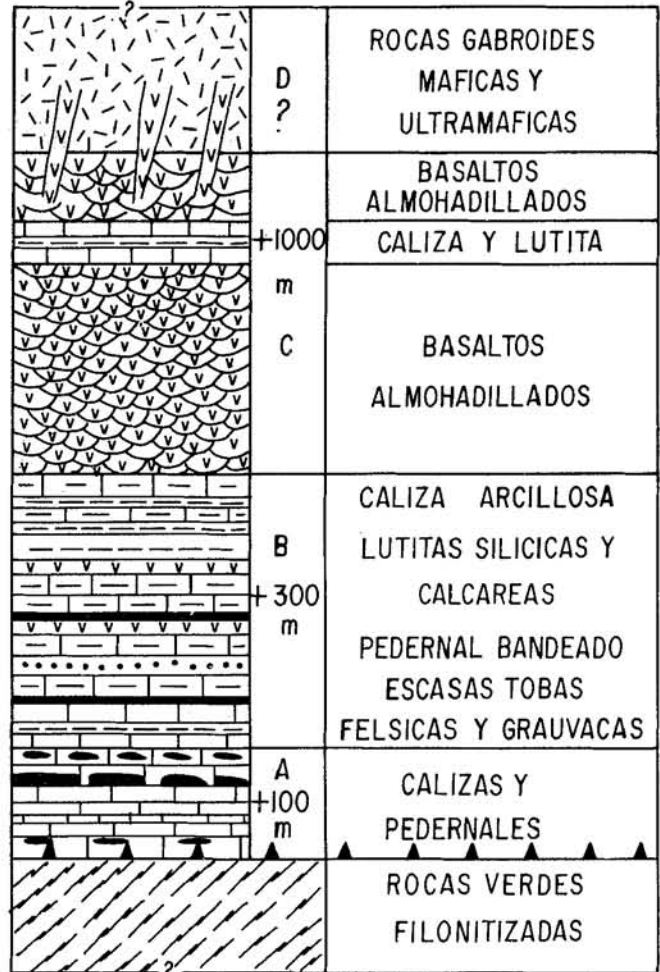 ?
D
?
ROCAS GABROIDES
MAFICAS Y
ULTRAMAFICAS
BASALTOS
ALMOHADILLADOS
+1000
m
CALIZA Y LUTITA
C
BASALTOS
ALMOHADILLADOS
B
+300
m
CALIZA ARCILLOSA
LUTITAS SILICICAS Y
CALCAREAS
PEDERNAL BANDEADO
ESCASAS TOBAS
FELSICAS Y GRAUVACAS
A
+100
m
CALIZAS Y
PEDERNALES
ROCAS VERDES
FILONITIZADAS
?